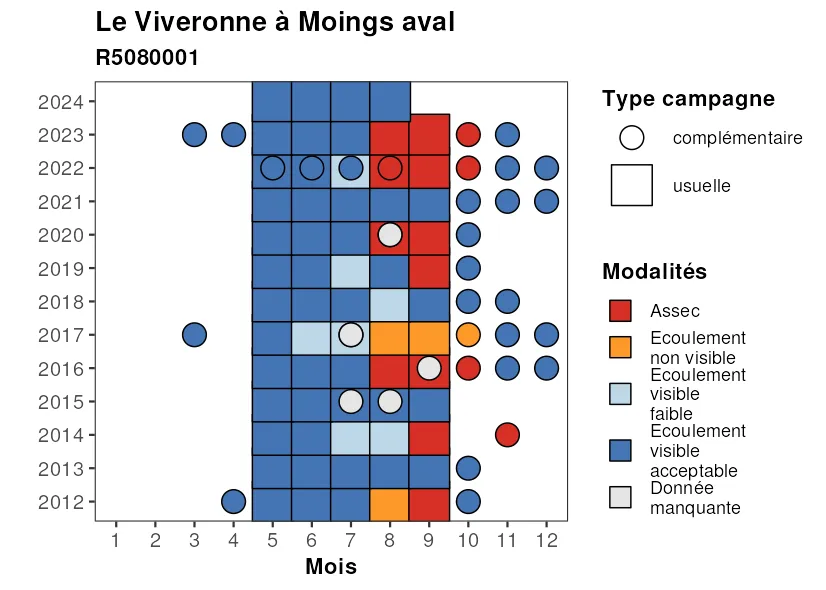 Le Viveronne à Moings aval
R5080001
2024
2023
2022
2021
2020
2019
2018
2017
2016
2015
2014
2013
2012
1 2 3 4 5 6 7 8 9 10 11 12
Mois
Type campagne
complémentaire
usuelle
Modalités
Assec
Ecoulement
non visible
Ecoulement
visible
faible
Ecoulement
visible
acceptable
Donnée
manquante